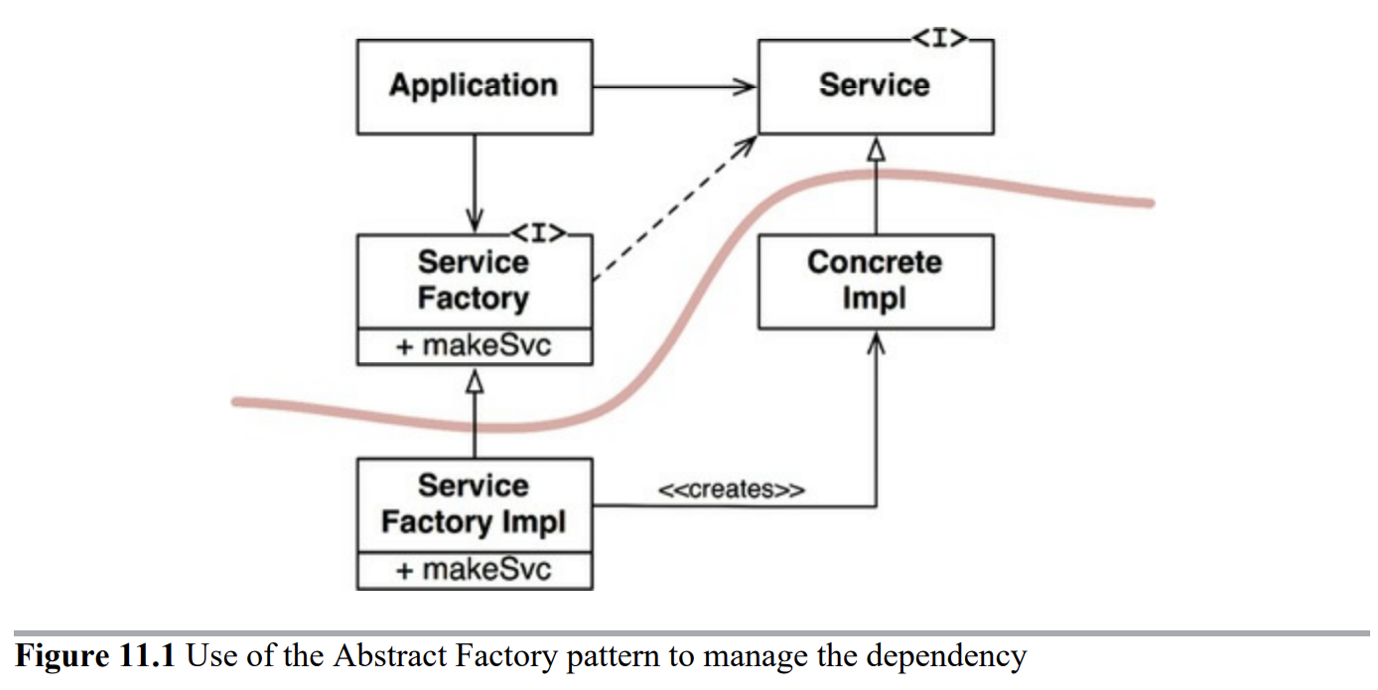 <I>
Application
Service
<I>
Service
Factory
+ makeSvc
Concrete
Impl
<<creates>>
Service
Factory Impl
+ makeSvc
Figure 11.1 Use of the Abstract Factory pattern to manage the dependency